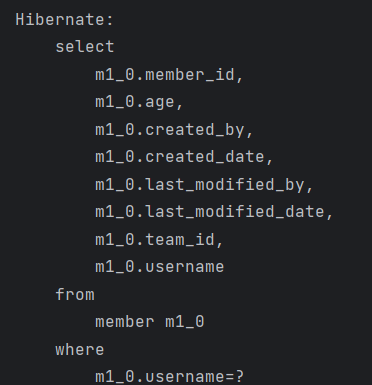 Hibernate:
    select
        m1_0.member_id,
        m1_0.age,
        m1_0.created_by,
        m1_0.created_date,
        m1_0.last_modified_by,
        m1_0.last_modified_date,
        m1_0.team_id,
        m1_0.username
    from
        member m1_0
    where
        m1_0.username=?